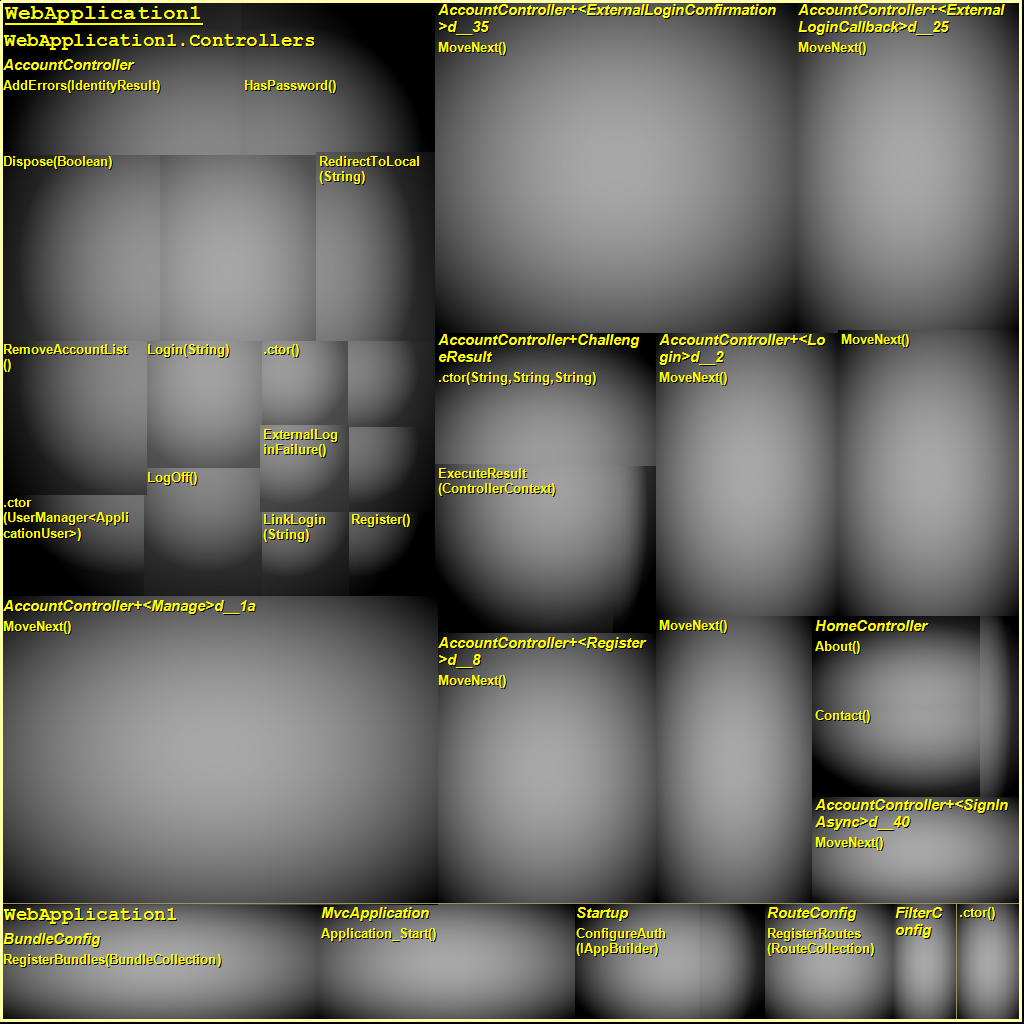 WebApplication1
WebApplication1.Controllers
AccountController
AddErrors(IdentityResult)
HasPassword()
Dispose(Boolean)
RedirectToLocal
(String)
RemoveAccountList
()
Login(String)
.ctor()
ExternalLog
inFailure()
LogOff()
.ctor
(UserManager<Appli
cationUser>)
LinkLogin
(String)
Register()
AccountController+<ExternalLoginConfirmation
>d__35
MoveNext()
AccountController+<External
LoginCallback>d__25
MoveNext()
AccountController+Challeng
eResult
.ctor(String,String,String)
ExecuteResult
(ControllerContext)
AccountController+<Lo
gin>d__2
MoveNext()
MoveNext()
AccountController+<Manage>d__1a
MoveNext()
AccountController+<Register
>d__8
MoveNext()
MoveNext()
HomeController
About()
Contact()
AccountController+<SignIn
Async>d__40
MoveNext()
WebApplication1
BundleConfig
RegisterBundles(BundleCollection)
MvcApplication
Application_Start()
Startup
ConfigureAuth
(IAppBuilder)
RouteConfig
RegisterRoutes
(RouteCollection)
FilterC
onfig
.ctor()